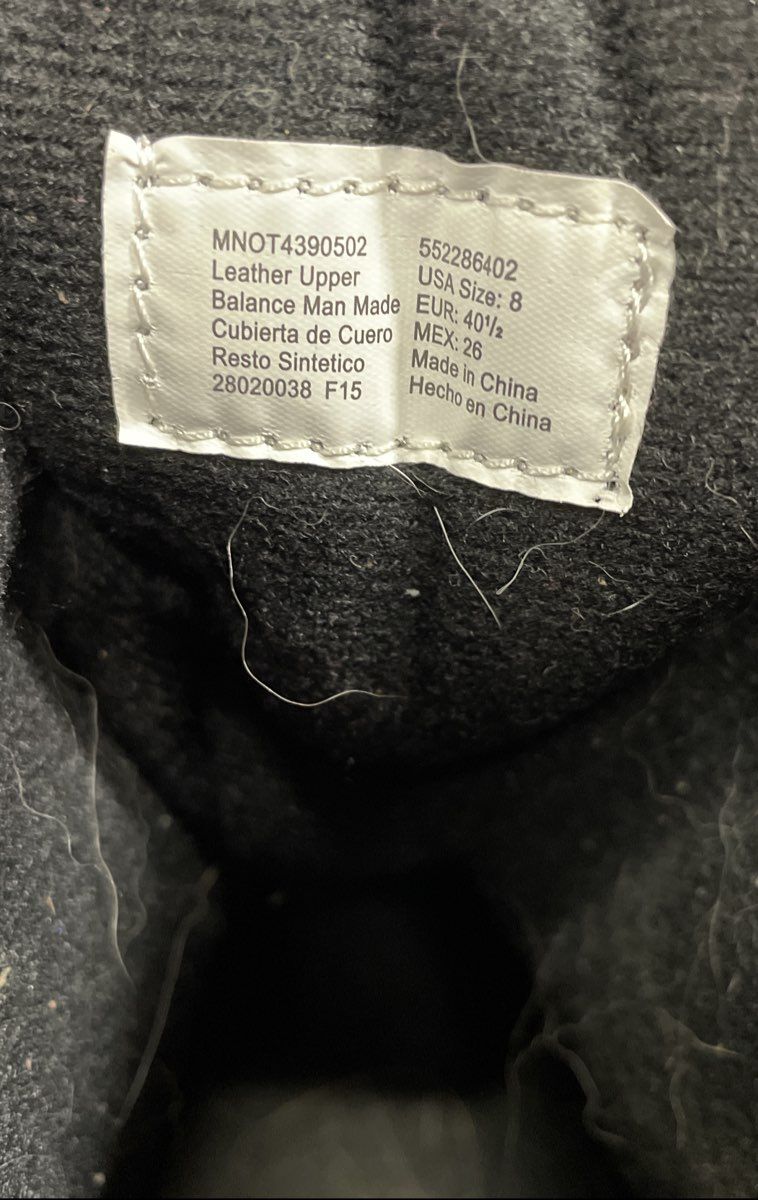 MNOT4390502
Leather Upper
Balance Man Made
Cubierta de Cuero
Resto Sintetico
28020038 F15
552286402
USA Size: 8
EUR: 40½
MEX: 26
Made in China
Hecho en China